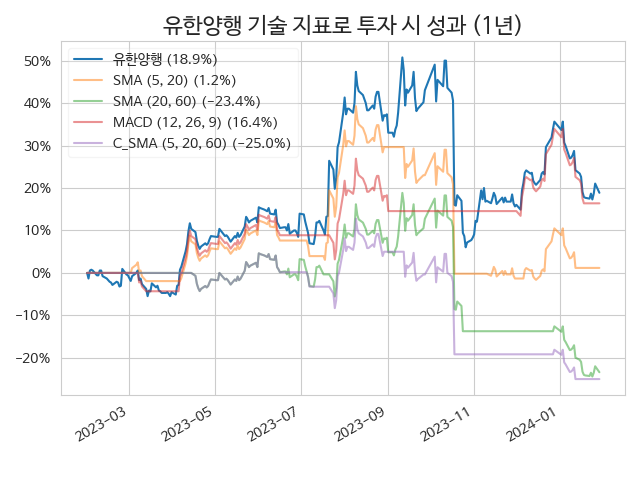 유한양행 기술 지표로 투자 시 성과 (1년)
50%
40%
30%
20%
10%
0%
−10%
−20%
유한양행 (18.9%)
SMA (5, 20) (1.2%)
SMA (20, 60) (−23.4%)
MACD (12, 26, 9) (16.4%)
C_SMA (5, 20, 60) (−25.0%)
2023−03
2023−05
2023−07
2023−09
2023−11
2024−01